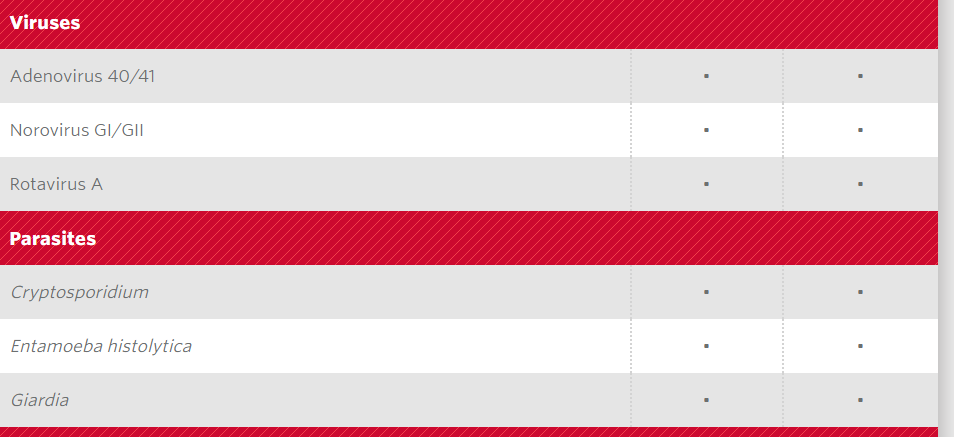 Viruses
Adenovirus 40/41 ▪ ▪
Norovirus GI/GII ▪ ▪
Rotavirus A ▪ ▪
Parasites
Cryptosporidium ▪ ▪
Entamoeba histolytica ▪ ▪
Giardia ▪ ▪